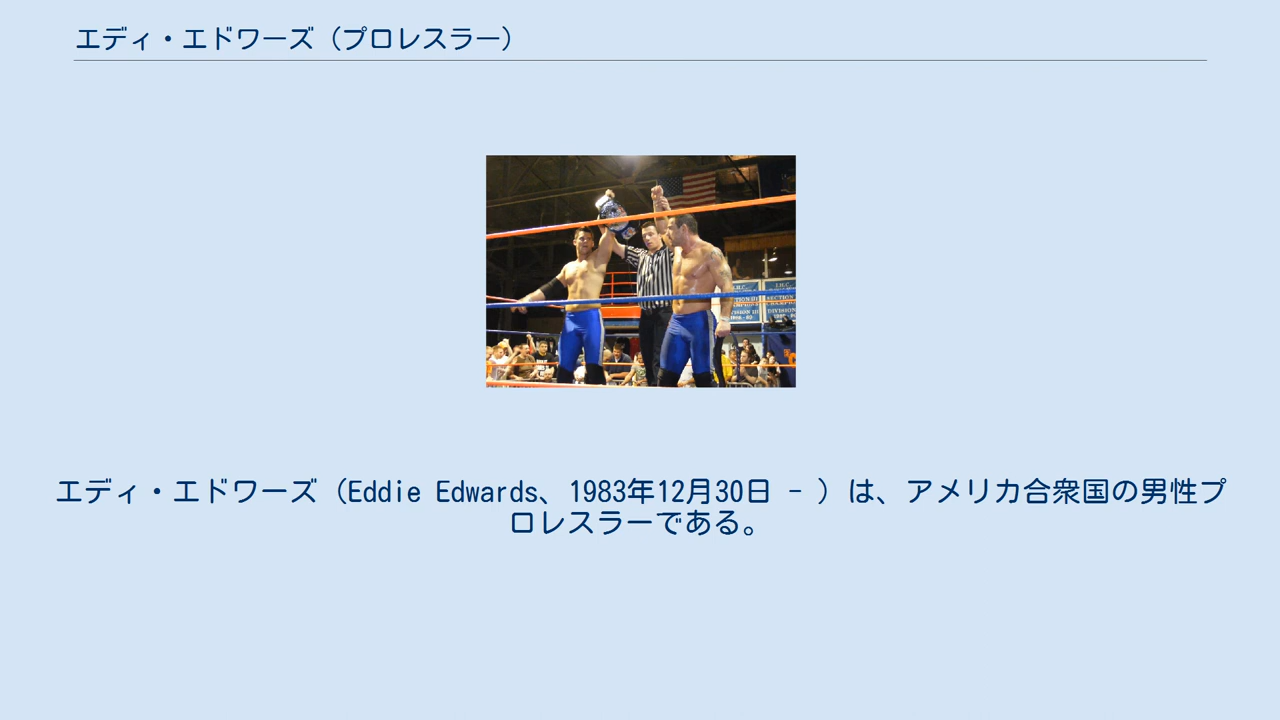 エディ・エドワーズ（プロレスラー）
エディ・エドワーズ（Eddie Edwards、1983年12月30日 - ）は、アメリカ合衆国の男性プ
ロレスラーである。